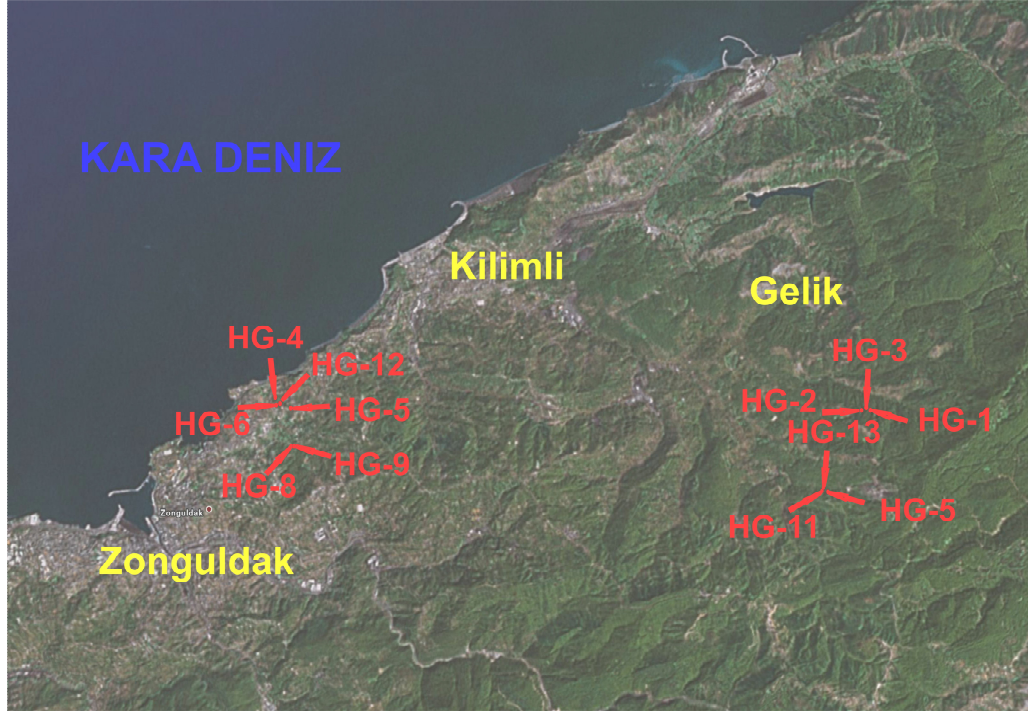 KARA DENIZ
Kilimli
Gelik
HG-4
HG-12
HG-6
HG-5
HG-9
HG-8
HG-3
HG-2
HG-1
HG-13
HG-11
HG-5
Zonguldak
Zonguldak